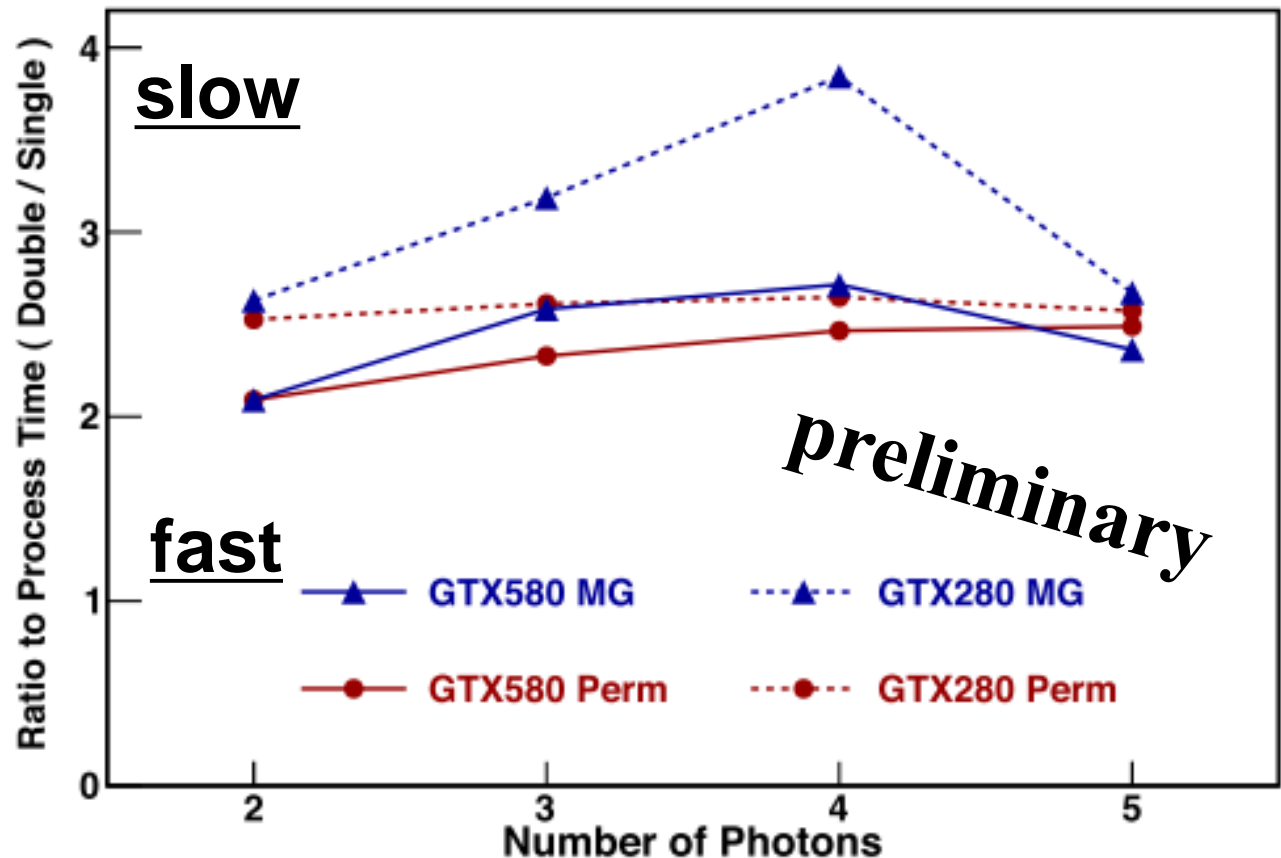 Ratio to Process Time ( Double / Single )
4
slow
3
2
preliminary
fast
1
GTX580 MG
GTX280 MG
GTX580 Perm
GTX280 Perm
0
2
3
4
5
Number of Photons